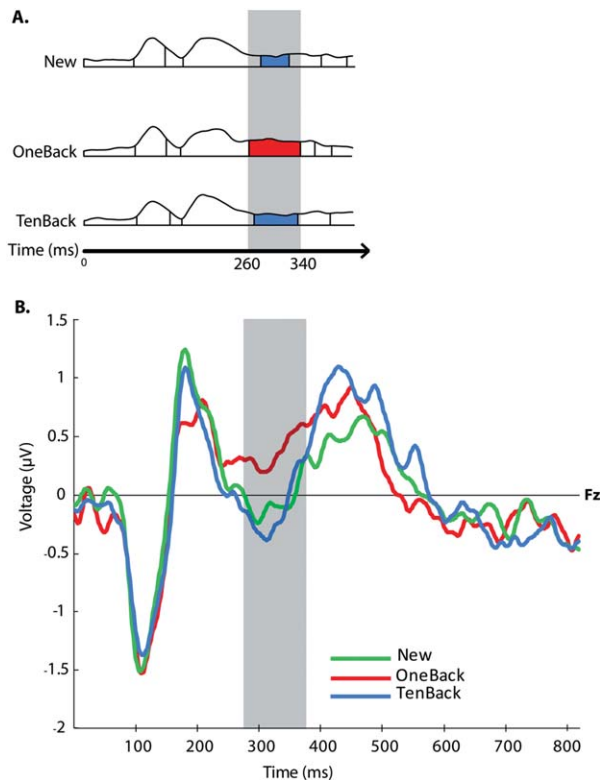 A.
New
OneBack
TenBack
Time (ms)
0
260
340
B.
1.5
1
0.5
0
-0.5
-1
-1.5
-2
Voltage (µV)
Fz
New
OneBack
TenBack
100
200
300
400
500
600
700
800
Time (ms)